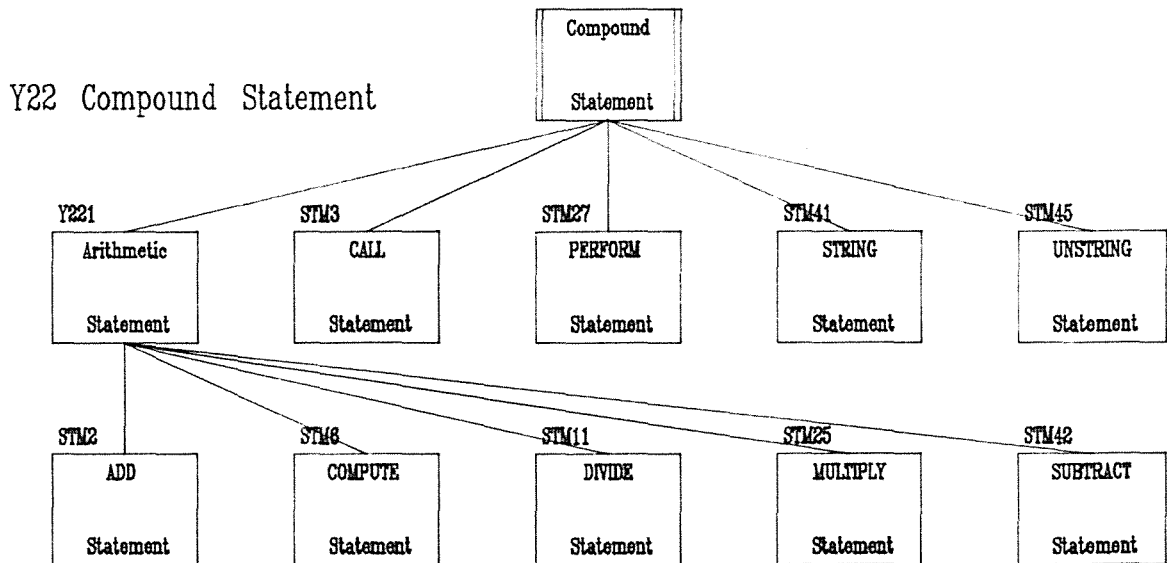 Compound
Y22 Compound Statement
Statement
Y221 STM3 STM27 STM41 STM45
Arithmetic CALL PERFORM STRING UNSTRING
Statement Statement Statement Statement Statement
STM2 STM6 STM11 STM25 STM42
ADD COMPUTE DIVIDE MULTIPLY SUBTRACT
Statement Statement Statement Statement Statement